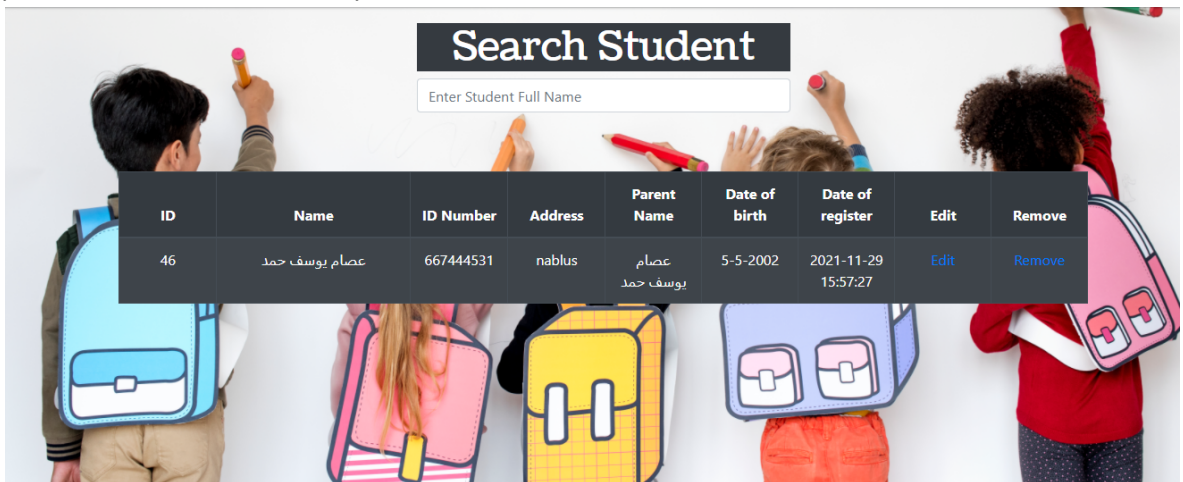 Search Student
Enter Student Full Name
ID Name ID Number Address Parent Name Date of birth Date of register Edit Remove
46 عصام يوسف حمد 667444531 nablus عصام يوسف حمد 5-5-2002 2021-11-29 15:57:27 Edit Remove